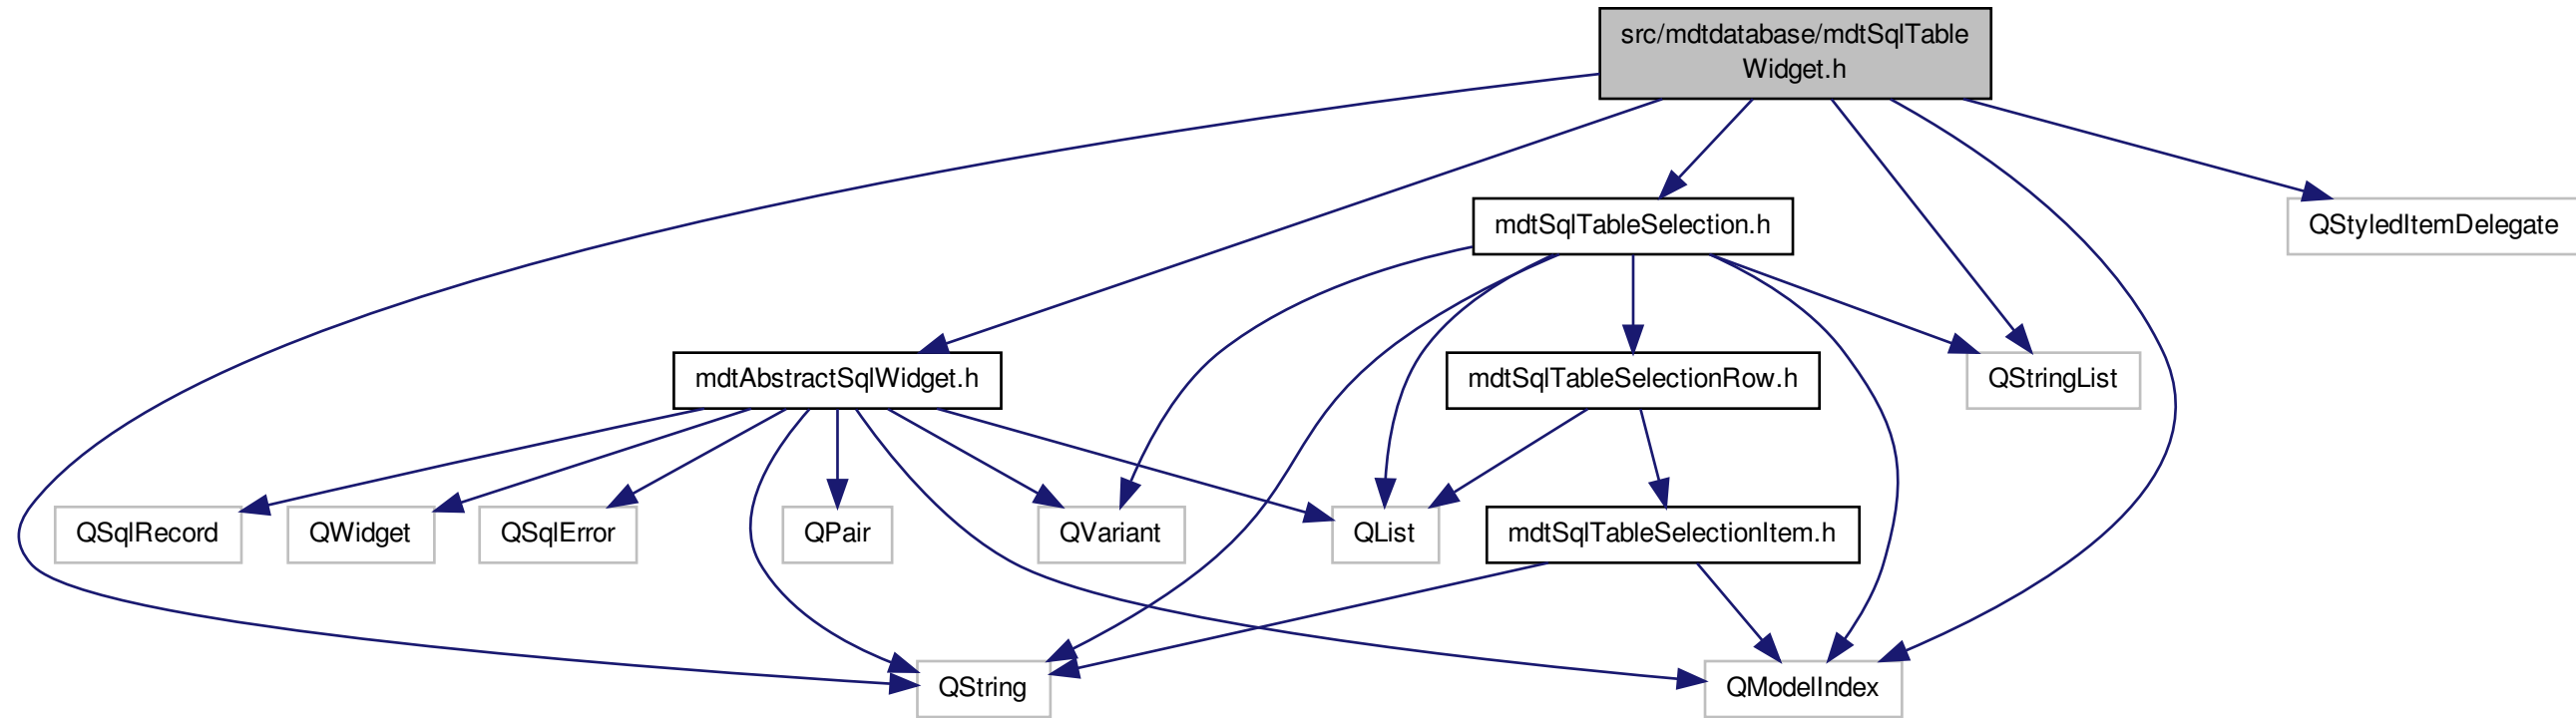 src/mdtdatabase/mdtSqlTable
Widget.h
mdtSqlTableSelection.h
QStyledItemDelegate
mdtAbstractSqlWidget.h
mdtSqlTableSelectionRow.h
QStringList
QSqlRecord
QWidget
QSqlError
QPair
QVariant
QList
mdtSqlTableSelectionItem.h
QString
QModelIndex